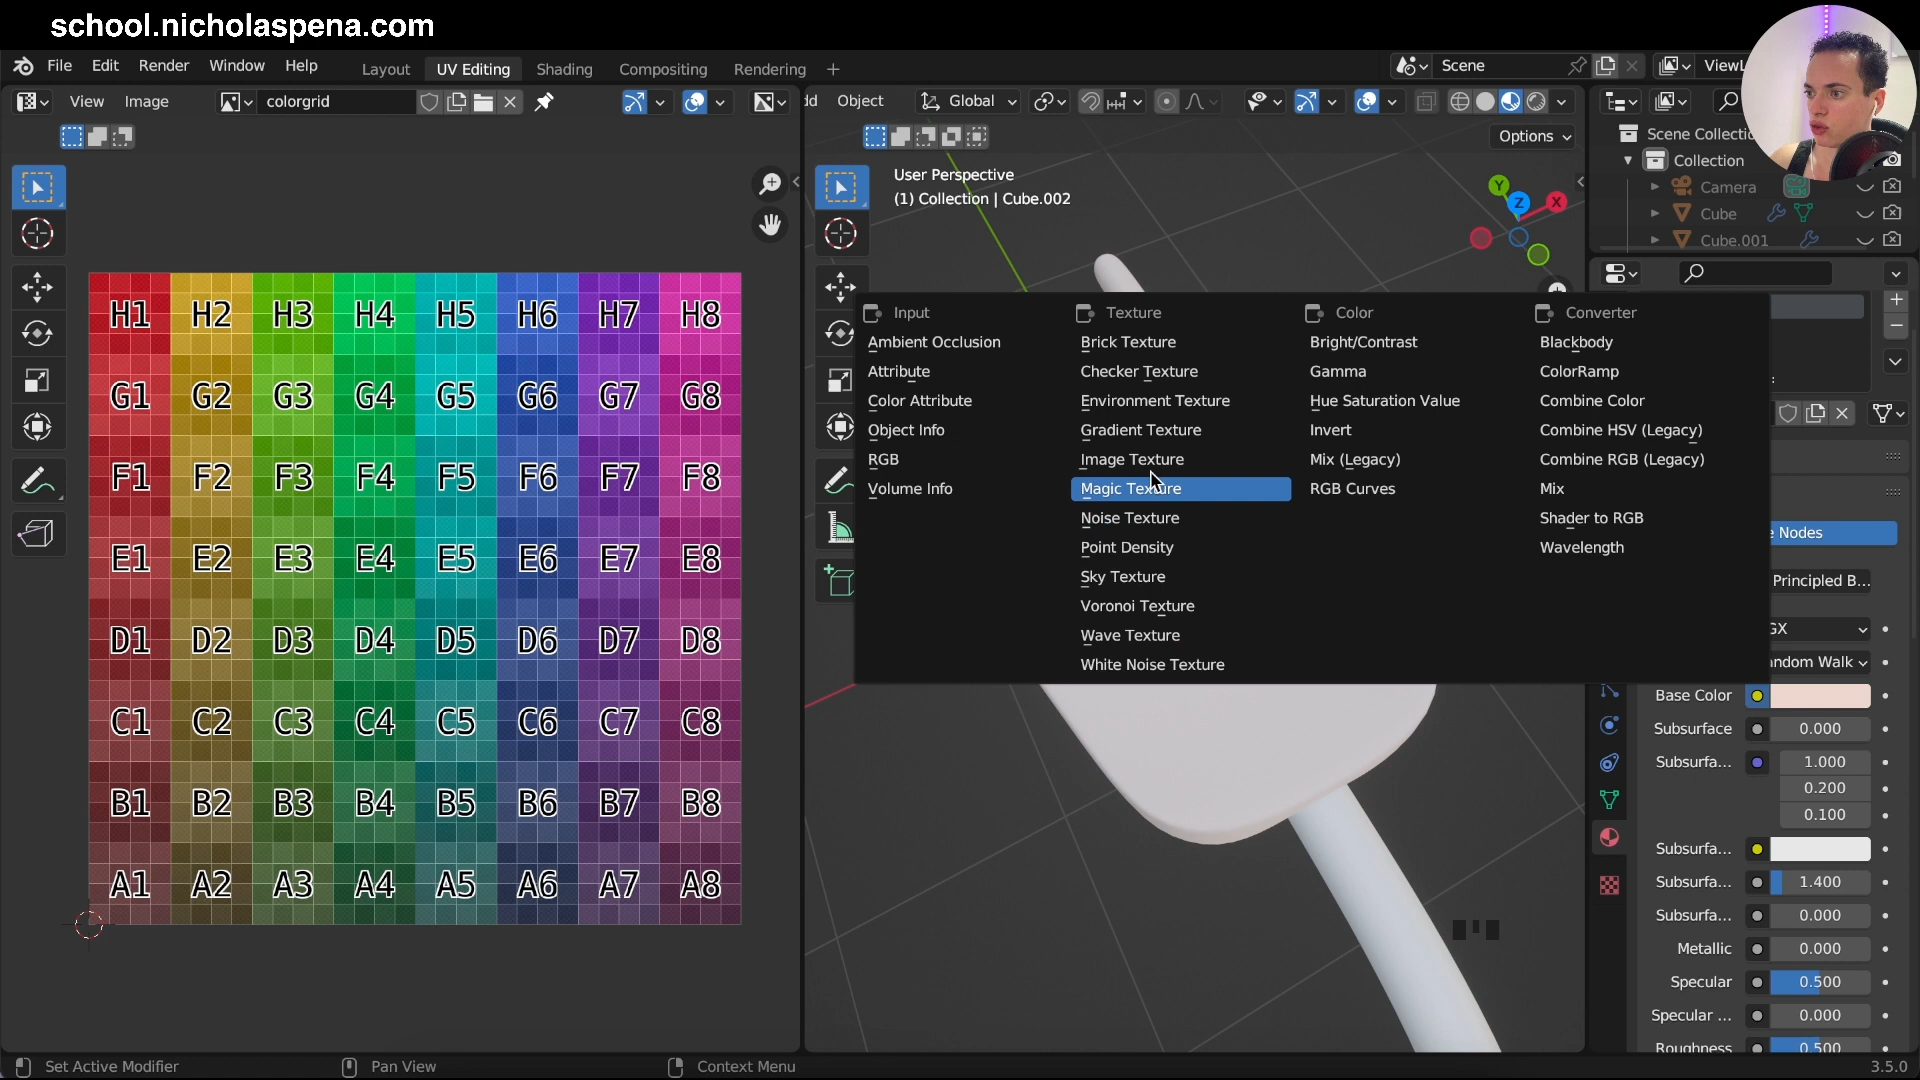 school.nicholaspena.com
File Edit Render Window Help Layout UV Editing Shading Compositing Rendering + Scene ViewL
View Image colorgrid dd Object Global
Options
User Perspective
(1) Collection | Cube.002
Y Z X
Scene Collectio
Collection
Camera
Cube
Cube.001
H1 H2 H3 H4 H5 H6 H7 H8
G1 G2 G3 G4 G5 G6 G7 G8
F1 F2 F3 F4 F5 F6 F7 F8
E1 E2 E3 E4 E5 E6 E7 E8
D1 D2 D3 D4 D5 D6 D7 D8
C1 C2 C3 C4 C5 C6 C7 C8
B1 B2 B3 B4 B5 B6 B7 B8
A1 A2 A3 A4 A5 A6 A7 A8
Input
Ambient Occlusion
Attribute
Color Attribute
Object Info
RGB
Volume Info
Texture
Brick Texture
Checker Texture
Environment Texture
Gradient Texture
Image Texture
Magic Texture
Noise Texture
Point Density
Sky Texture
Voronoi Texture
Wave Texture
White Noise Texture
Color
Bright/Contrast
Gamma
Hue Saturation Value
Invert
Mix (Legacy)
RGB Curves
Converter
Blackbody
ColorRamp
Combine Color
Combine HSV (Legacy)
Combine RGB (Legacy)
Mix
Shader to RGB
Wavelength
e Nodes
Principled B...
GX
andom Walk
Base Color
Subsurface 0.000
Subsurfa... 1.000
0.200
0.100
Subsurfa...
Subsurfa... 1.400
Subsurfa... 0.000
Metallic 0.000
Specular 0.500
Specular ... 0.000
Roughness 0.500
Set Active Modifier Pan View Context Menu 3.5.0